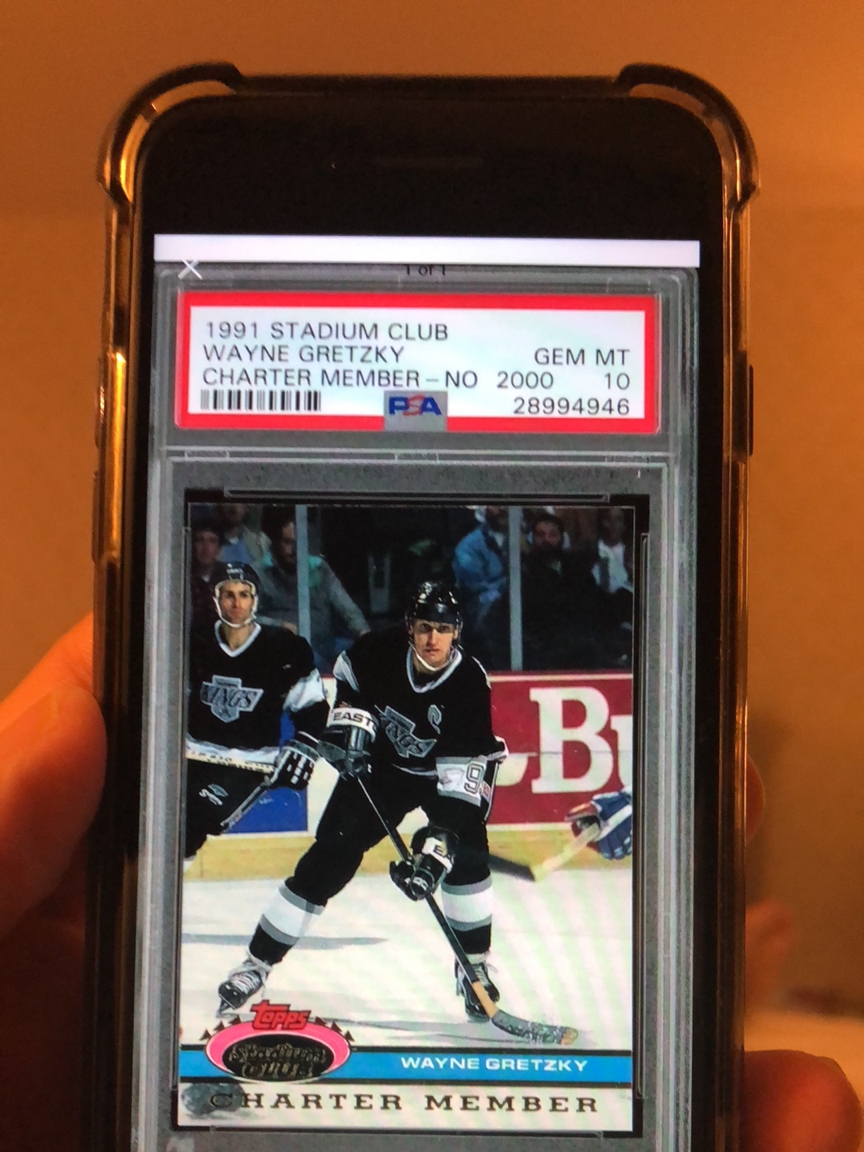 1 of 1
1991 STADIUM CLUB
WAYNE GRETZKY GEM MT
CHARTER MEMBER - NO 2000 10
PSA 28994946
KINGS
EAST
KINGS
C
9
Bu
Topps
Stadium
Club
WAYNE GRETZKY
CHARTER MEMBER